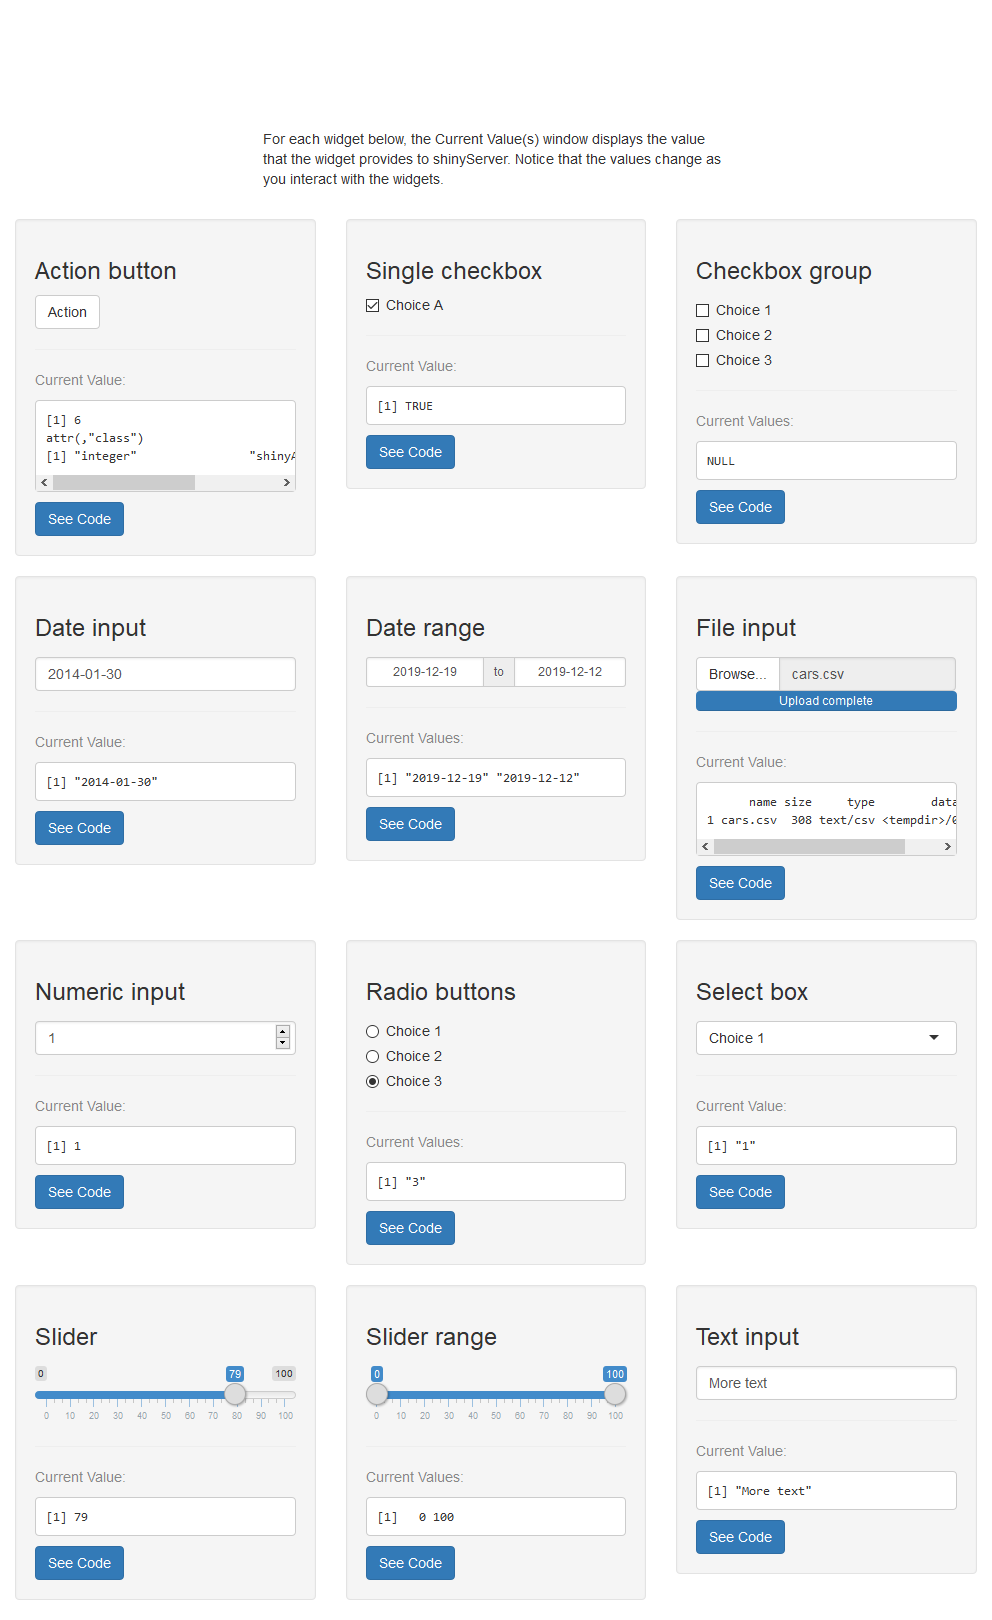 For each widget below, the Current Value(s) window displays the value
that the widget provides to shinyServer. Notice that the values change as
you interact with the widgets.
Action button
Action
Current Value:
[1] 6
attr(,"class")
[1] "integer" "shinyA
See Code
Single checkbox
Choice A
Current Value:
[1] TRUE
See Code
Checkbox group
Choice 1
Choice 2
Choice 3
Current Values:
NULL
See Code
Date input
2014-01-30
Current Value:
[1] "2014-01-30"
See Code
Date range
2019-12-19 to 2019-12-12
Current Values:
[1] "2019-12-19" "2019-12-12"
See Code
File input
Browse... cars.csv
Upload complete
Current Value:
name size type data
1 cars.csv 308 text/csv <tempdir>/0
See Code
Numeric input
1
Current Value:
[1] 1
See Code
Radio buttons
Choice 1
Choice 2
Choice 3
Current Values:
[1] "3"
See Code
Select box
Choice 1
Current Value:
[1] "1"
See Code
Slider
0 79 100
0 10 20 30 40 50 60 70 80 90 100
Current Value:
[1] 79
See Code
Slider range
0 100
0 10 20 30 40 50 60 70 80 90 100
Current Values:
[1] 0 100
See Code
Text input
More text
Current Value:
[1] "More text"
See Code